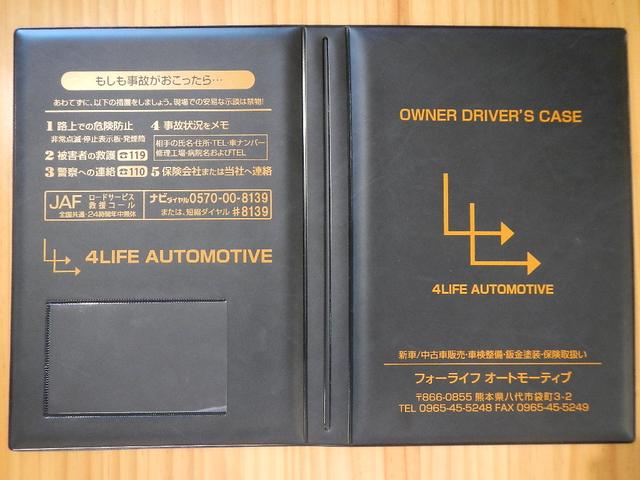 もしも事故がおこったら…
あわてずに、以下の措置をしましょう。現場での安易な示談は禁物!
1 路上での危険防止
非常点滅・停止表示板・発煙筒
2 被害者の救護 ☎119
3 警察への連絡 ☎110
4 事故状況をメモ
相手の氏名・住所・TEL・車ナンバー
修理工場・病院名およびTEL
5 保険会社または当社へ連絡
JAF ロードサービス
救援コール
全国共通・24時間年中無休
ナビダイヤル 0570-00-8139
または、短縮ダイヤル #8139
4LIFE AUTOMOTIVE
OWNER DRIVER'S CASE
4LIFE AUTOMOTIVE
新車/中古車販売・車検整備・鈑金塗装・保険取扱い
フォーライフ オートモーティブ
〒866-0855 熊本県八代市袋町3-2
TEL 0965-45-5248 FAX 0965-45-5249